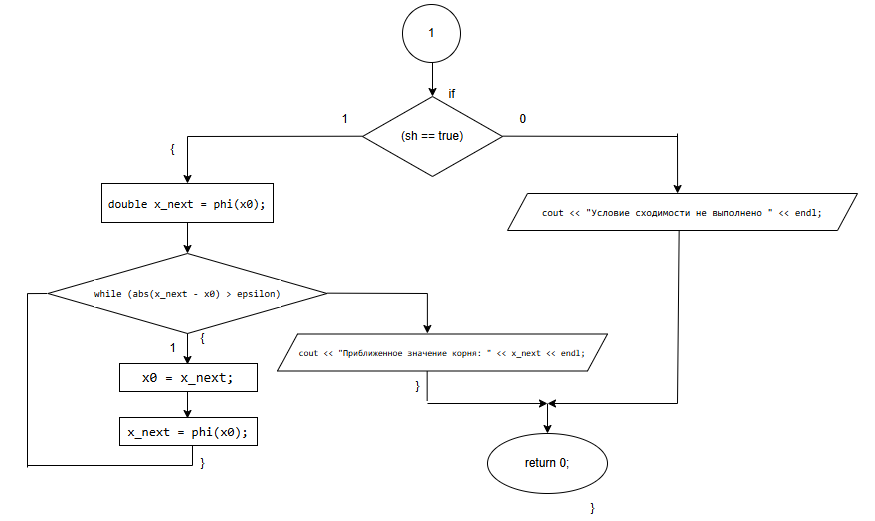 1
if
1
(sh == true)
0
{
double x_next = phi(x0);
cout << "Условие сходимости не выполнено " << endl;
while (abs(x_next - x0) > epsilon)
{
1
cout << "Приближенное значение корня: " << x_next << endl;
x0 = x_next;
}
x_next = phi(x0);
}
return 0;
}